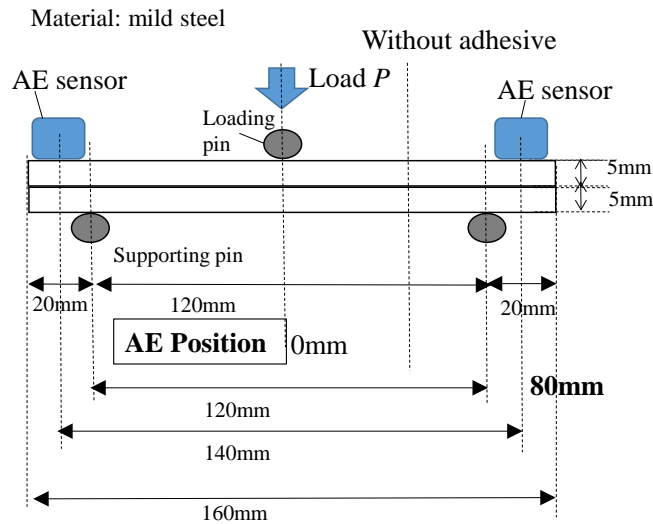 Material: mild steel
Without adhesive
Load P
AE sensor
AE sensor
Loading
pin
5mm
5mm
Supporting pin
20mm
120mm
20mm
AE Position
0mm
80mm
120mm
140mm
160mm